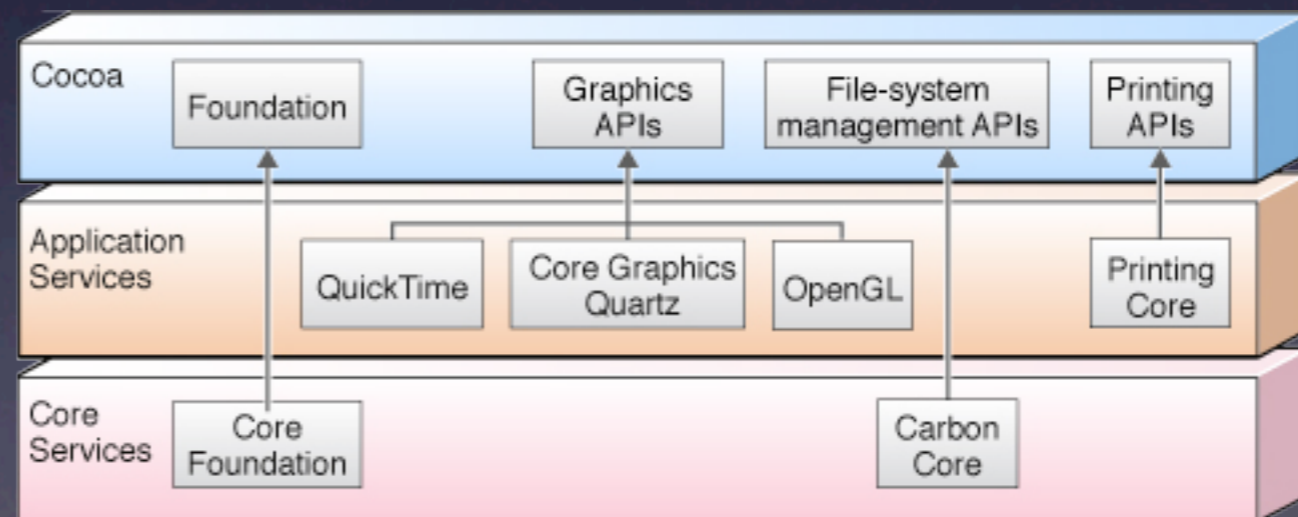 Cocoa
Foundation
Graphics
APIs
File-system
management APIs
Printing
APIs
Application
Services
QuickTime
Core Graphics
Quartz
OpenGL
Printing
Core
Core
Services
Core
Foundation
Carbon
Core